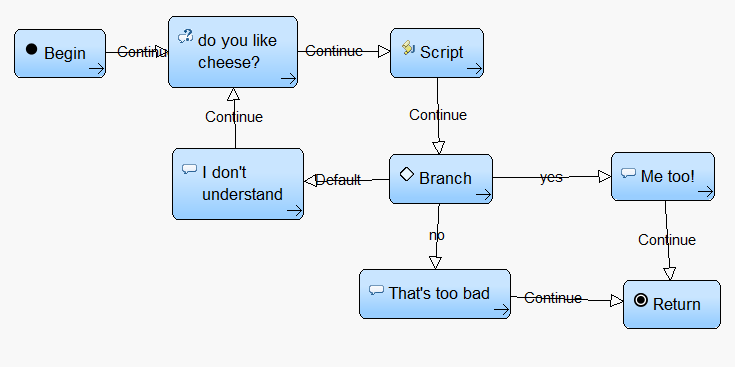 Begin
Continu
do you like
cheese?
Continue
Script
Continue
Continue
I don't
understand
Default
Branch
yes
Me too!
no
Continue
That's too bad
Continue
Return